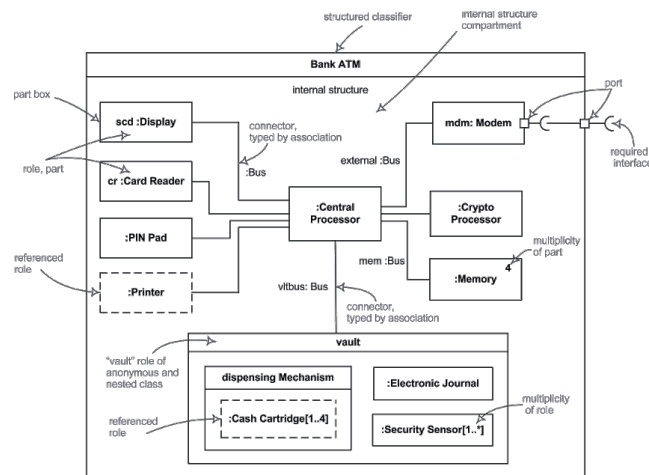 structured classifier
internal structure
compartment
Bank ATM
internal structure
port
part box
scd :Display
connector,
typed by association
:Bus
mdm: Modem
required
interface
role, part
external :Bus
cr :Card Reader
:Central
Processor
:Crypto
Processor
:PIN Pad
multiplicity
of part
referenced
role
:Printer
mem :Bus
4
:Memory
vltbus: Bus
connector,
typed by association
vault
"vault" role of
anonymous and
nested class
dispensing Mechanism
:Electronic Journal
multiplicity
of role
referenced
role
:Cash Cartridge[1..4]
:Security Sensor[1..*]